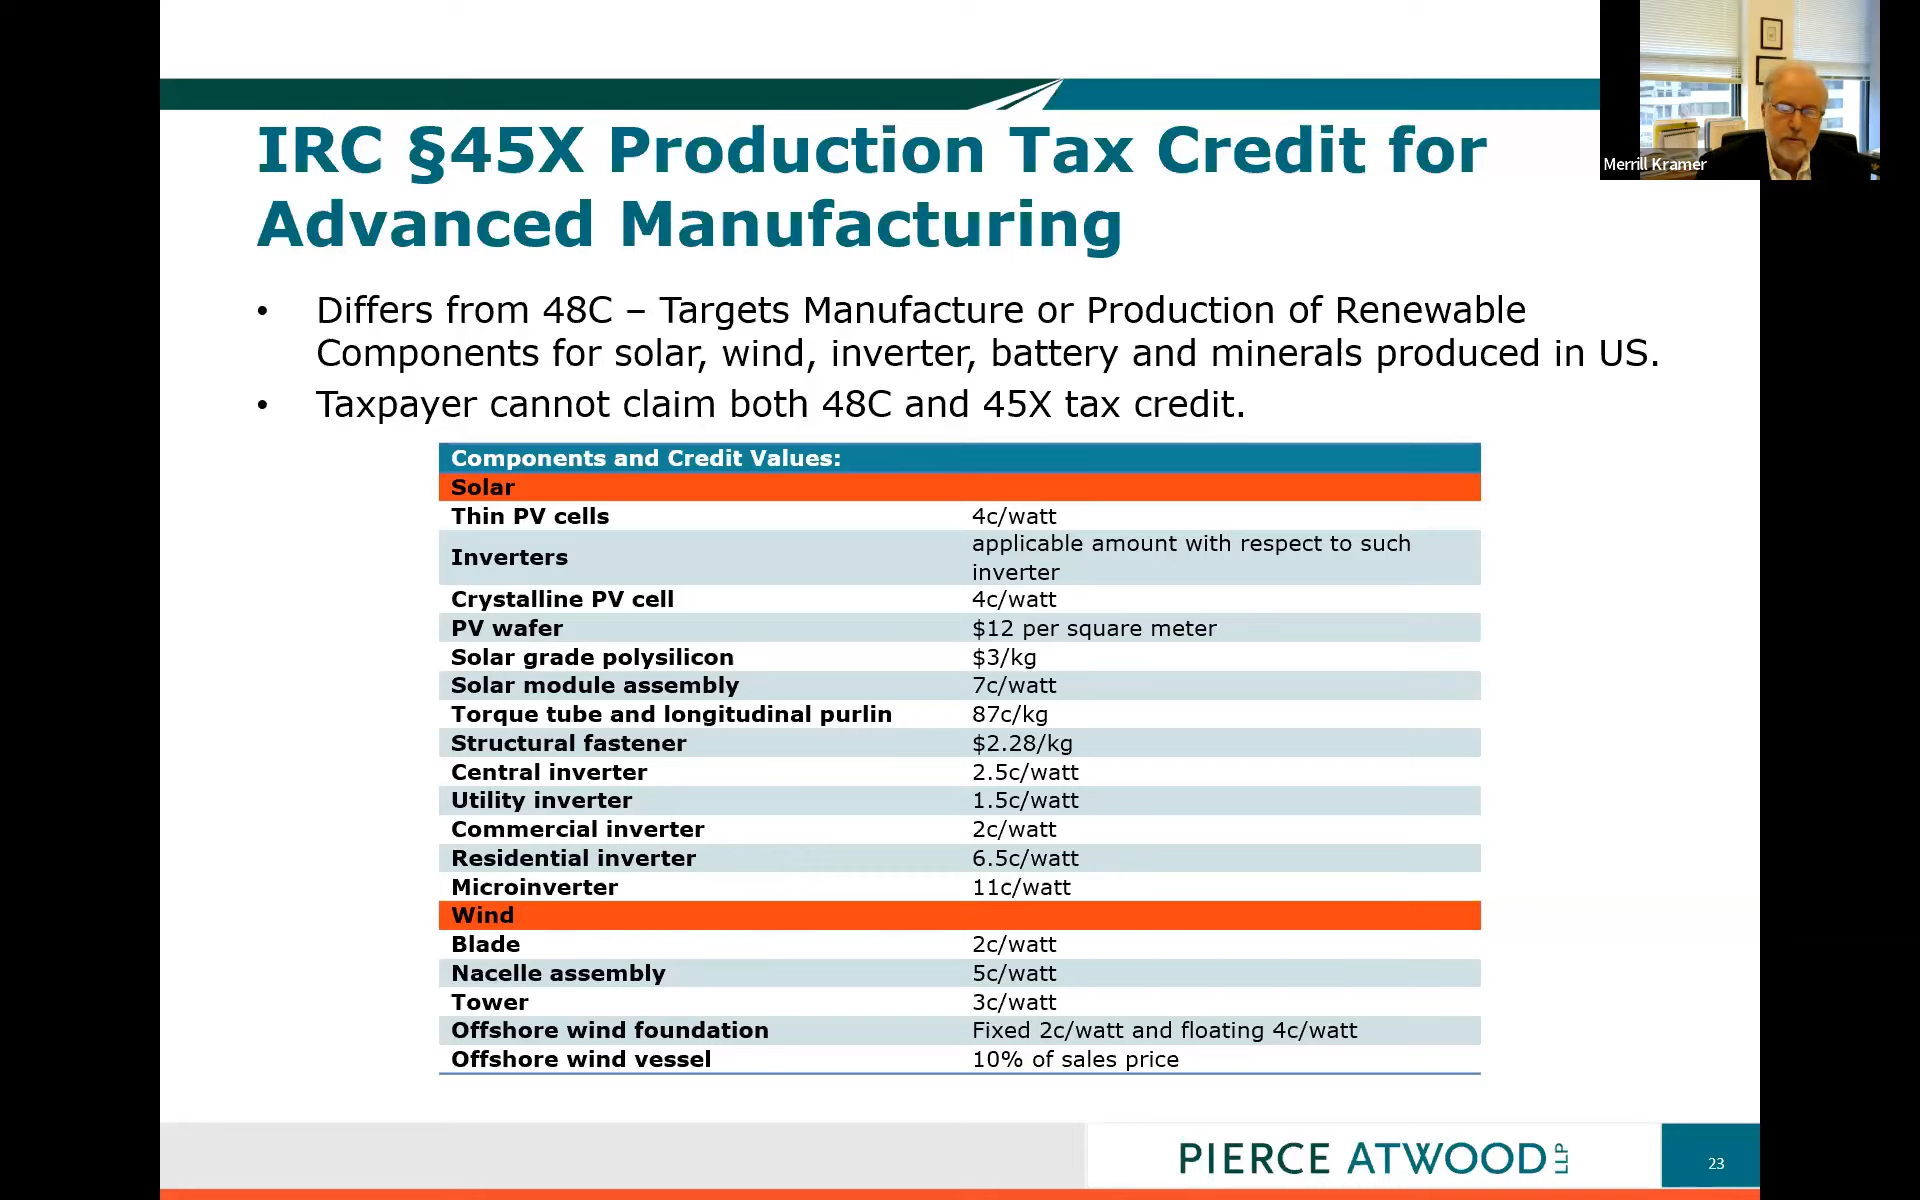 IRC §45X Production Tax Credit for
Advanced Manufacturing
Merrill Kramer
• Differs from 48C – Targets Manufacture or Production of Renewable
Components for solar, wind, inverter, battery and minerals produced in US.
• Taxpayer cannot claim both 48C and 45X tax credit.
Components and Credit Values:
Solar
Thin PV cells 4c/watt
Inverters applicable amount with respect to such
inverter
Crystalline PV cell 4c/watt
PV wafer $12 per square meter
Solar grade polysilicon $3/kg
Solar module assembly 7c/watt
Torque tube and longitudinal purlin 87c/kg
Structural fastener $2.28/kg
Central inverter 2.5c/watt
Utility inverter 1.5c/watt
Commercial inverter 2c/watt
Residential inverter 6.5c/watt
Microinverter 11c/watt
Wind
Blade 2c/watt
Nacelle assembly 5c/watt
Tower 3c/watt
Offshore wind foundation Fixed 2c/watt and floating 4c/watt
Offshore wind vessel 10% of sales price
PIERCE ATWOOD LLP
23